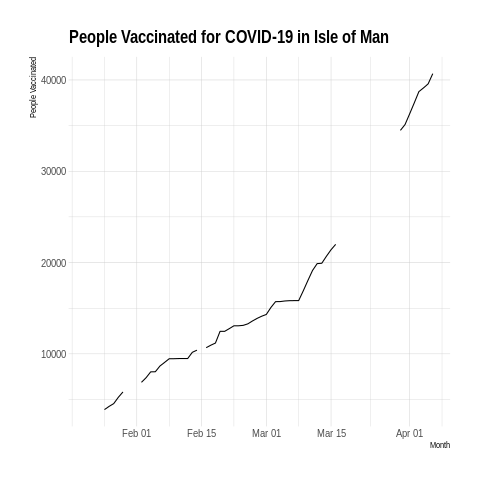 People Vaccinated for COVID-19 in Isle of Man
People Vaccinated
40000
30000
20000
10000
Feb 01 Feb 15 Mar 01 Mar 15 Apr 01
Month